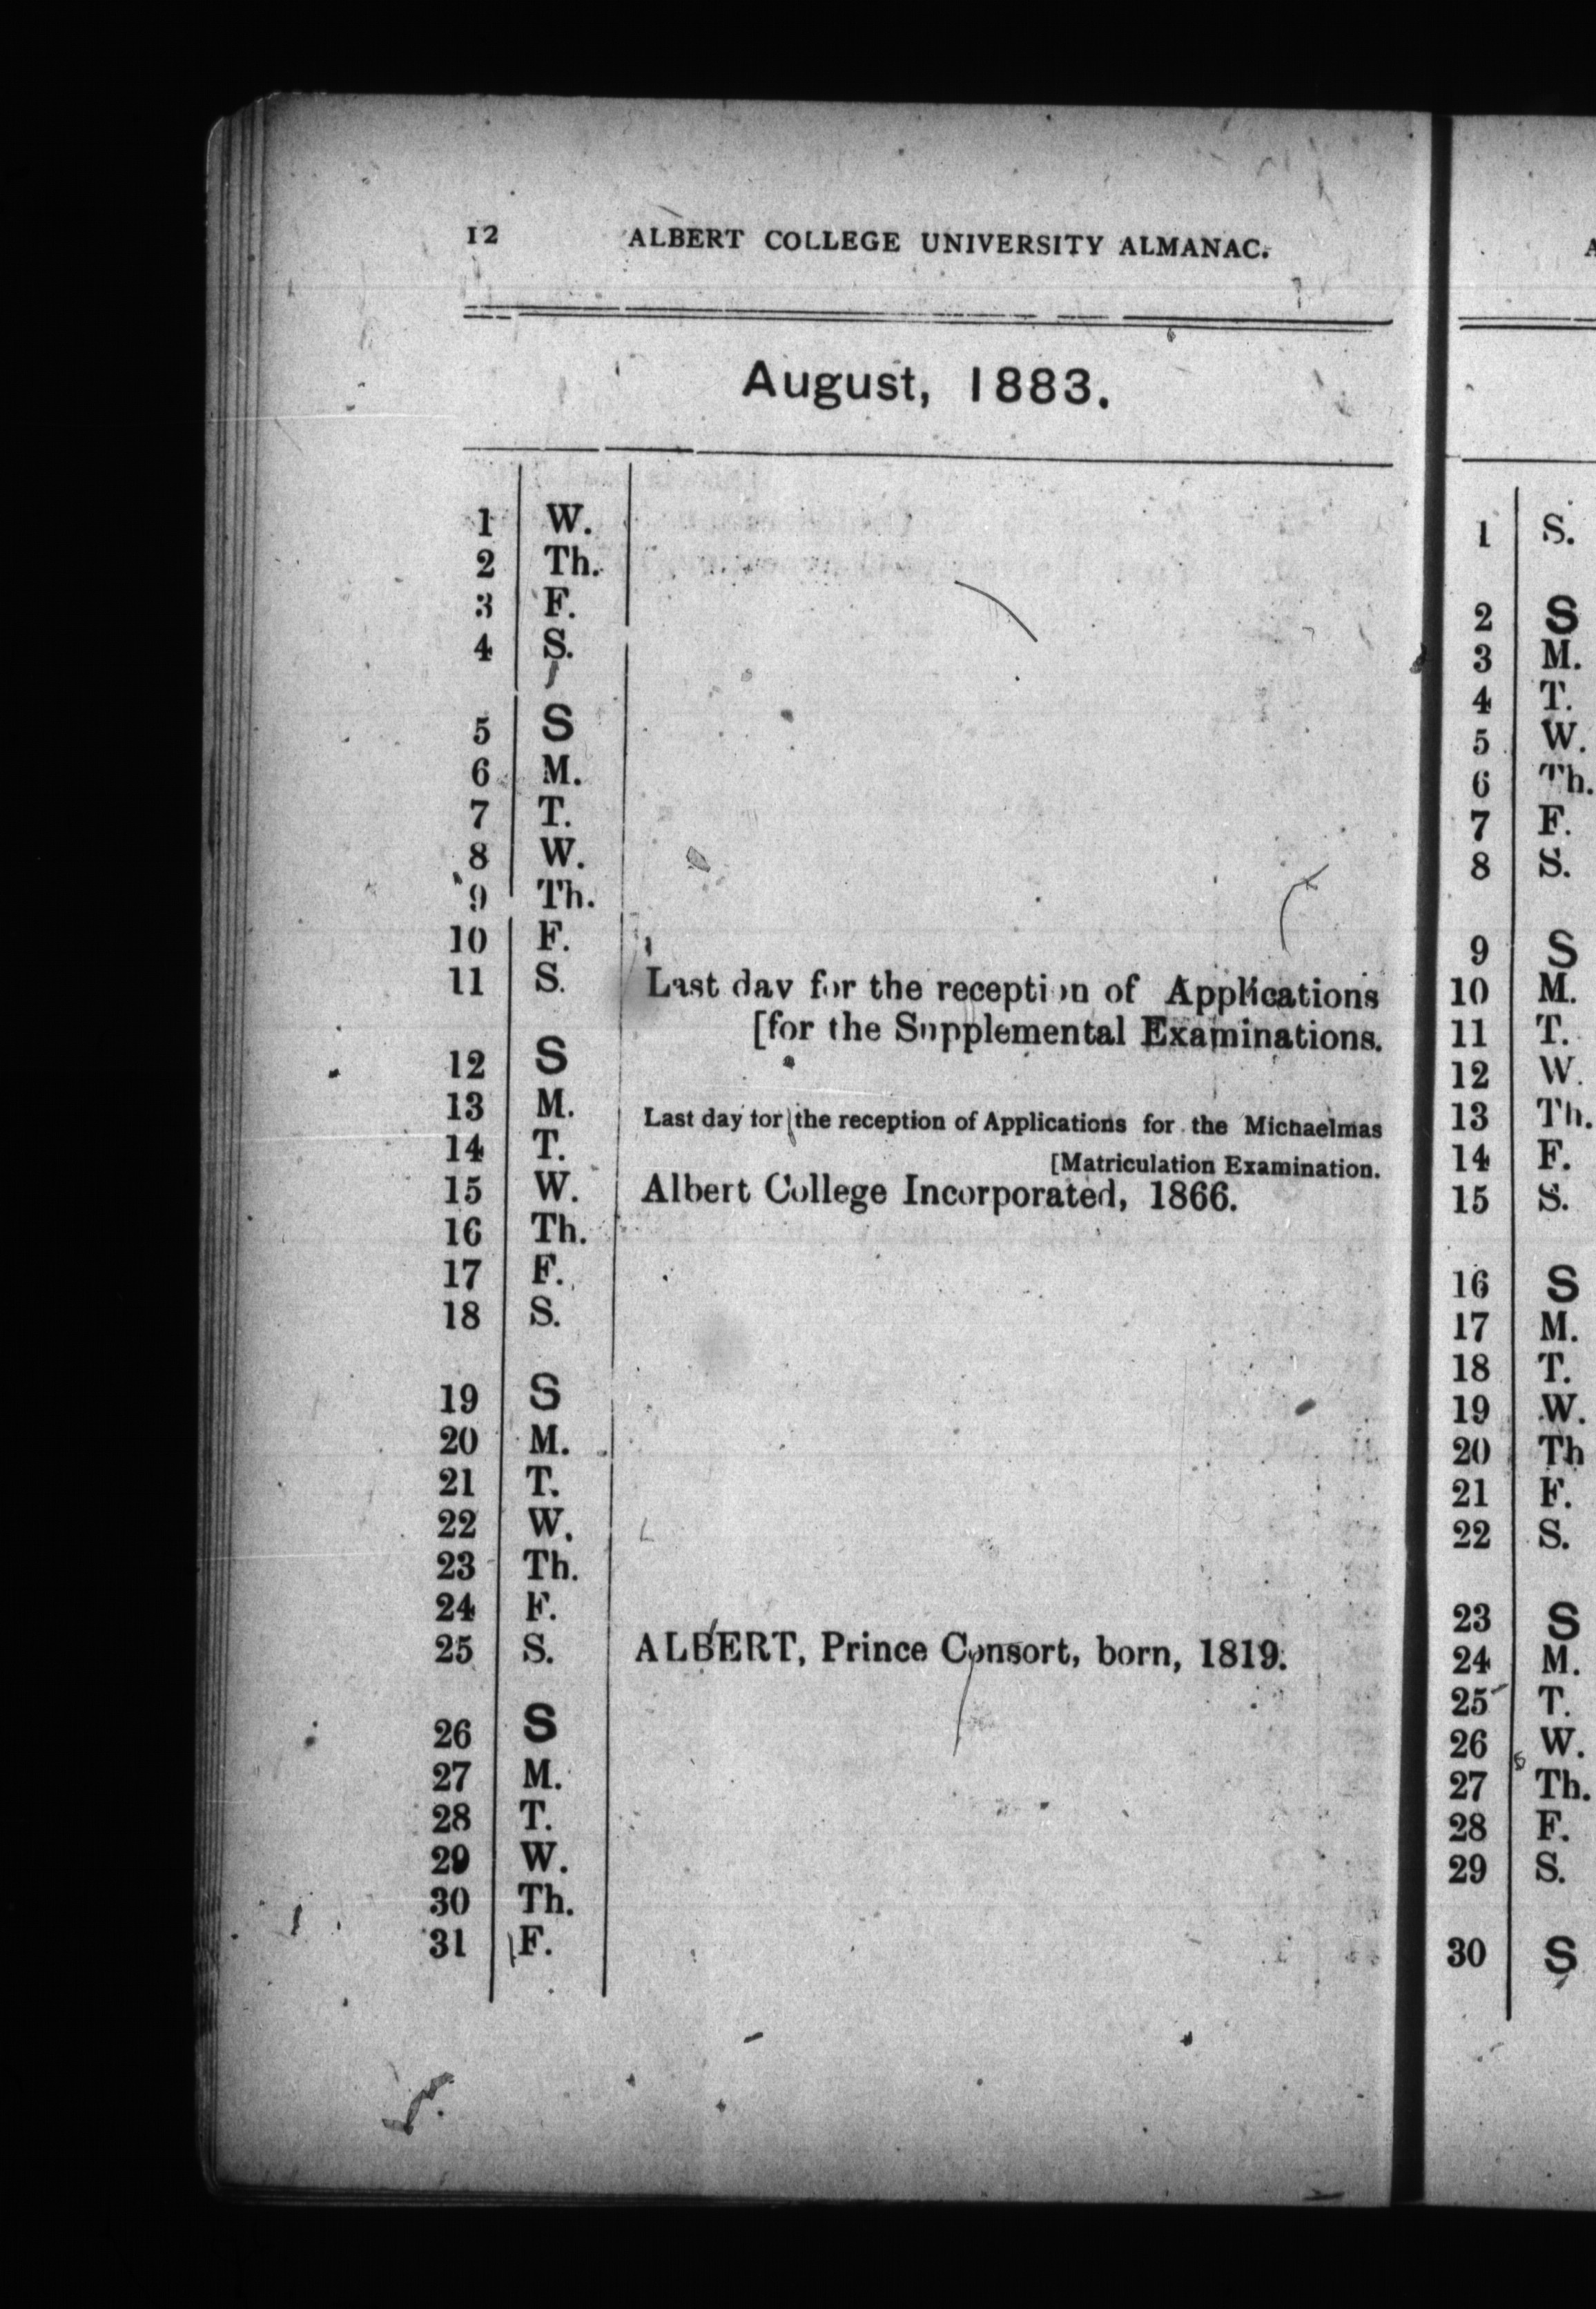 12 ALBERT COLLEGE UNIVERSITY ALMANAC.
August, 1883.
1 W.
2 Th.
3 F.
4 S.
5 S
6 M.
7 T.
8 W.
9 Th.
10 F.
11 S. Last day for the reception of Applications
[for the Supplemental Examinations.
12 S
13 M. Last day for the reception of Applications for the Michaelmas
14 T. [Matriculation Examination.
15 W. Albert College Incorporated, 1866.
16 Th.
17 F.
18 S.
19 S
20 M.
21 T.
22 W.
23 Th.
24 F.
25 S. ALBERT, Prince Consort, born, 1819.
26 S
27 M.
28 T.
29 W.
30 Th.
31 F.
A
1 S.
2 S
3 M.
4 T.
5 W.
6 Th.
7 F.
8 S.
9 S
10 M.
11 T.
12 W.
13 Th.
14 F.
15 S.
16 S
17 M.
18 T.
19 W.
20 Th
21 F.
22 S.
23 S
24 M.
25 T.
26 W.
27 Th.
28 F.
29 S.
30 S